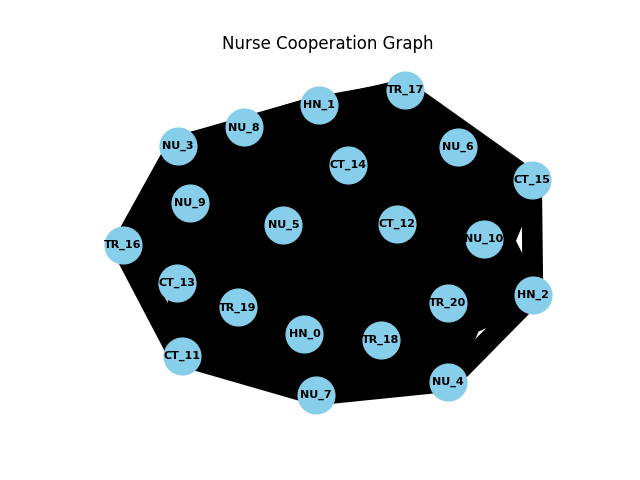 Nurse Cooperation Graph
TR_17
HN_1
NU_8
NU_3
NU_6
CT_14
CT_15
NU_9
NU_5
CT_12
NU_10
TR_16
CT_13
HN_2
TR_20
TR_19
HN_0
TR_18
CT_11
NU_4
NU_7